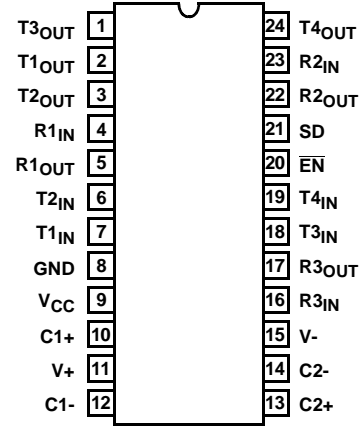 T3OUT 1 24 T4OUT
T1OUT 2 23 R2IN
T2OUT 3 22 R2OUT
R1IN 4 21 SD
R1OUT 5 20 E̅N̅
T2IN 6 19 T4IN
T1IN 7 18 T3IN
GND 8 17 R3OUT
VCC 9 16 R3IN
C1+ 10 15 V-
V+ 11 14 C2-
C1- 12 13 C2+